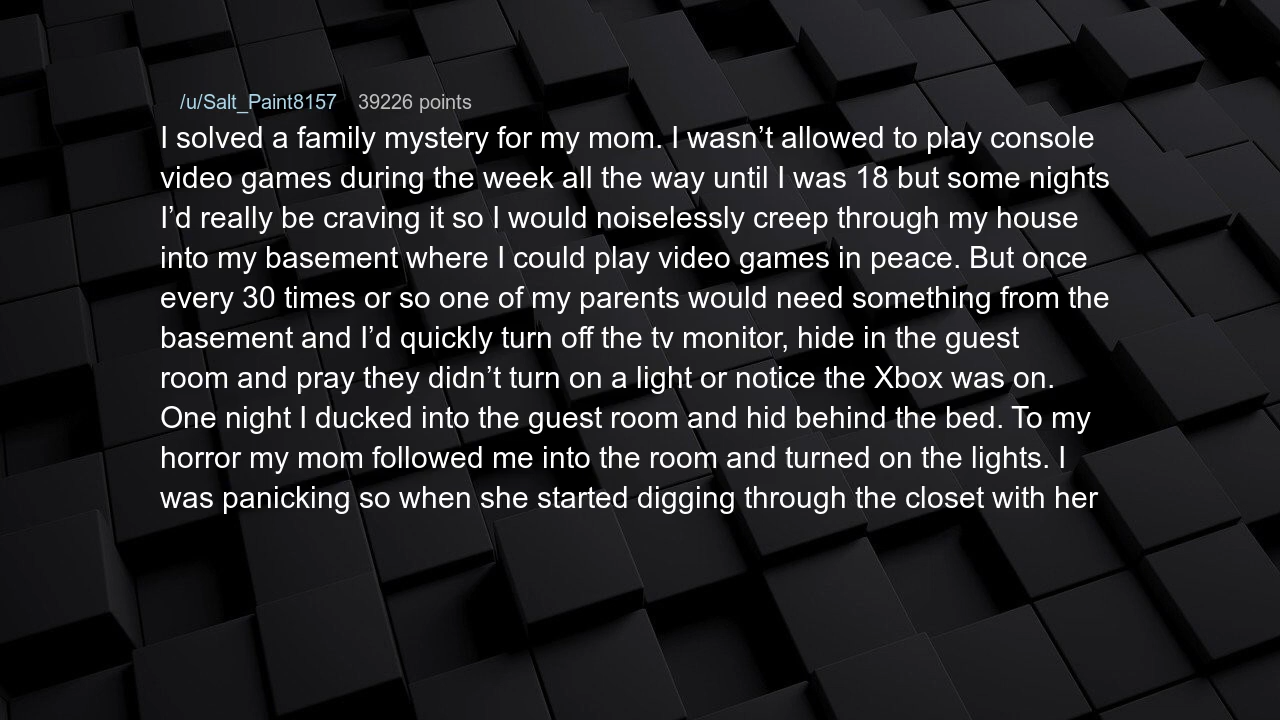 /u/Salt_Paint8157 39226 points
I solved a family mystery for my mom. I wasn’t allowed to play console
video games during the week all the way until I was 18 but some nights
I’d really be craving it so I would noiselessly creep through my house
into my basement where I could play video games in peace. But once
every 30 times or so one of my parents would need something from the
basement and I’d quickly turn off the tv monitor, hide in the guest
room and pray they didn’t turn on a light or notice the Xbox was on.
One night I ducked into the guest room and hid behind the bed. To my
horror my mom followed me into the room and turned on the lights. I
was panicking so when she started digging through the closet with her